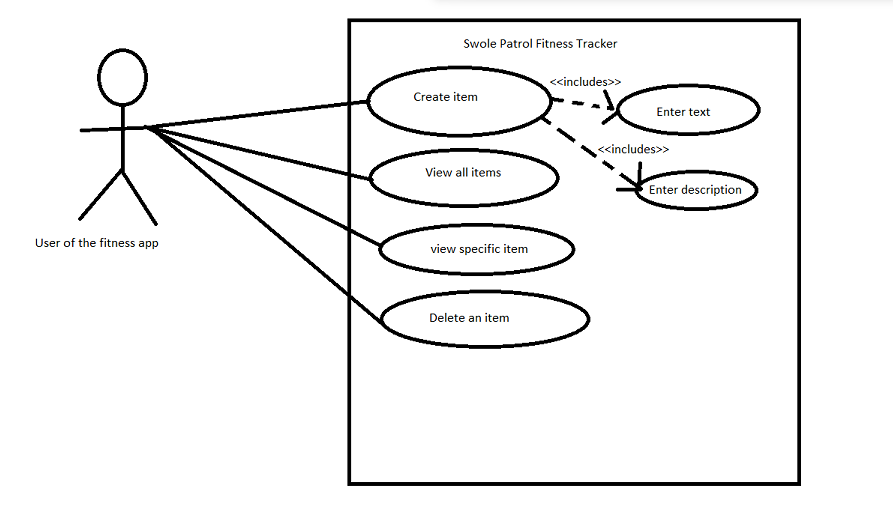 Swole Patrol Fitness Tracker
<<includes>>
Create item
Enter text
<<includes>>
View all items
Enter description
User of the fitness app
view specific item
Delete an item